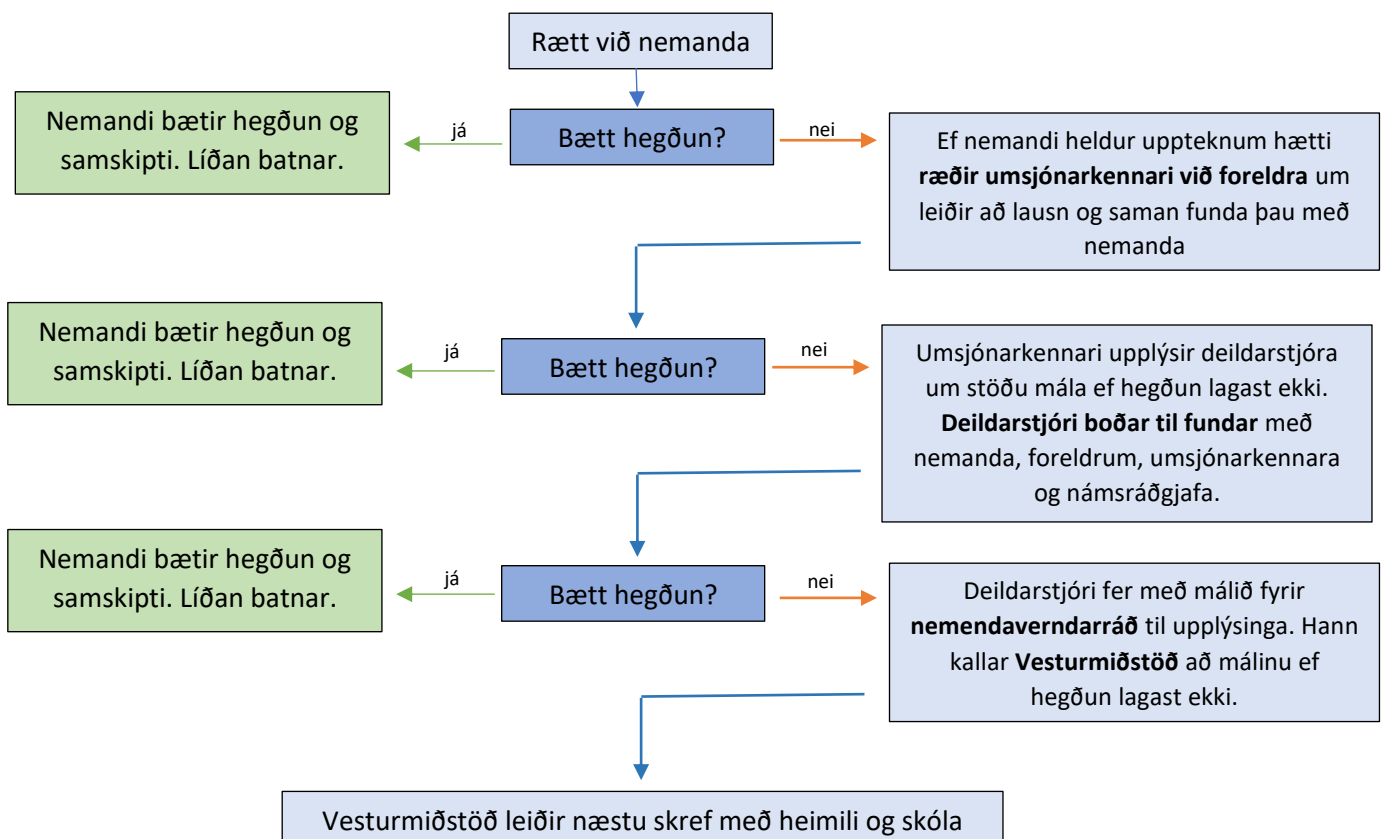 Rætt við nemanda
Nemandi bætir hegðun og
samskipti. Líðan batnar.
já
Bætt hegðun?
nei
Ef nemandi heldur uppteknum hætti
ræðir umsjónarkennari við foreldra um
leiðir að lausn og saman funda þau með
nemanda
Nemandi bætir hegðun og
samskipti. Líðan batnar.
já
Bætt hegðun?
nei
Umsjónarkennari upplýsir deildarstjóra
um stöðu mála ef hegðun lagast ekki.
Deildarstjóri boðar til fundar með
nemanda, foreldrum, umsjónarkennara
og námsráðgjafa.
Nemandi bætir hegðun og
samskipti. Líðan batnar.
já
Bætt hegðun?
nei
Deildarstjóri fer með málið fyrir
nemendaverndarráð til upplýsinga. Hann
kallar Vesturmiðstöð að málinu ef
hegðun lagast ekki.
Vesturmiðstöð leiðir næstu skref með heimili og skóla